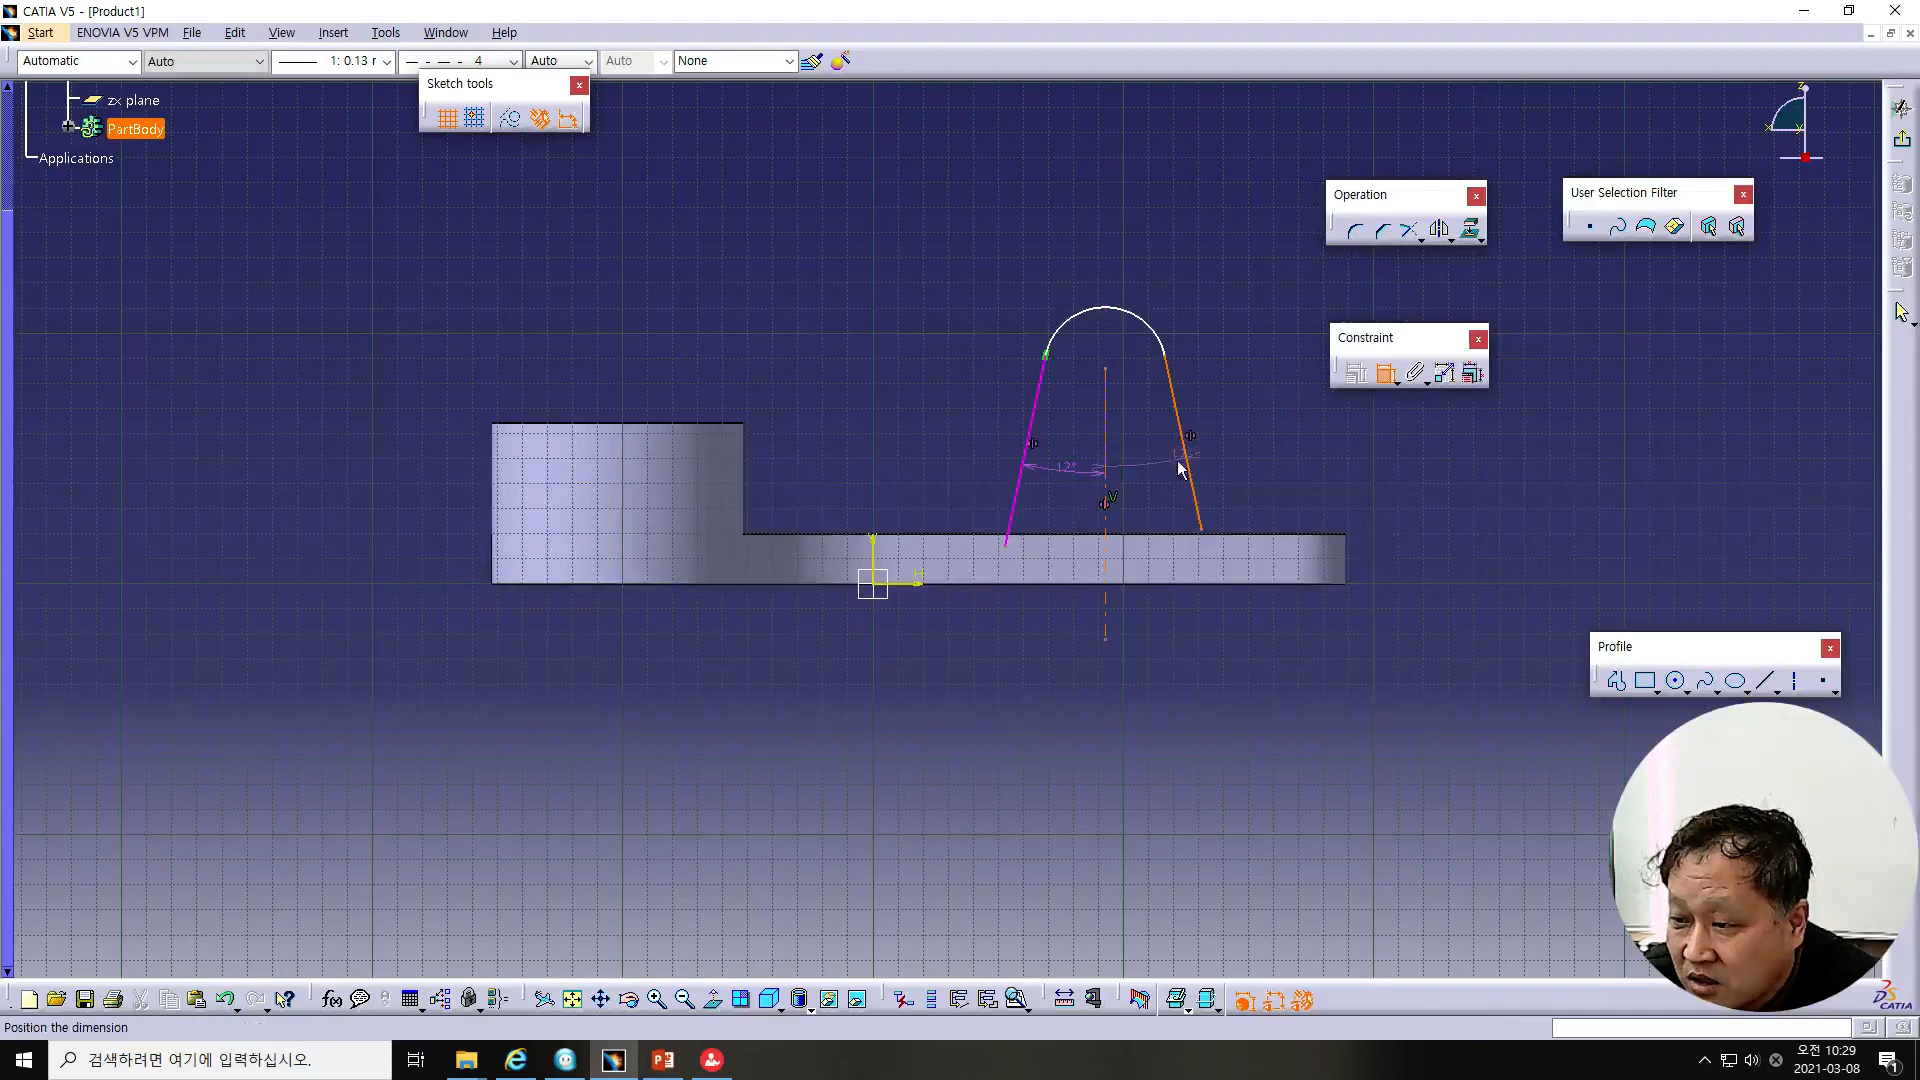 CATIA V5 - [Product1]
Start ENOVIA V5 VPM File Edit View Insert Tools Window Help
Automatic Auto 1: 0.13 r 4 Auto Auto None
Sketch tools
zx plane
PartBody
Applications
Operation
User Selection Filter
Constraint
12°
V
H
Profile
Position the dimension
CATIA
검색하려면 여기에 입력하십시오.
오전 10:29
2021-03-08